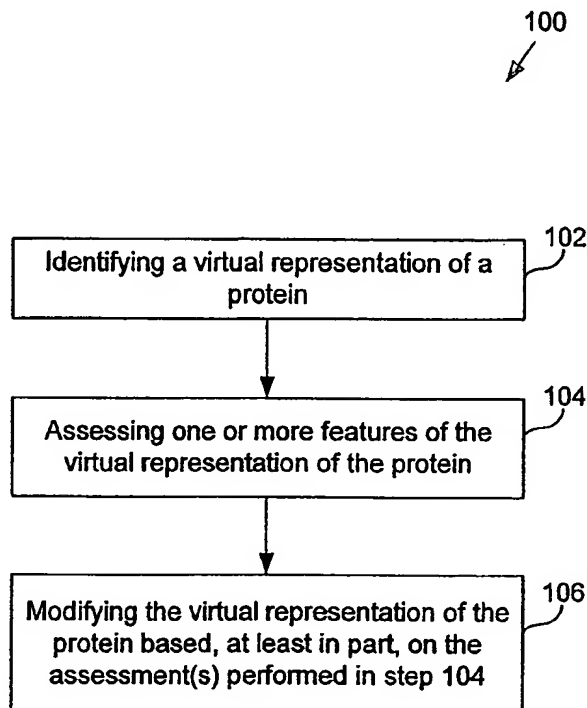 100
102
Identifying a virtual representation of a
protein
104
Assessing one or more features of the
virtual representation of the protein
106
Modifying the virtual representation of the
protein based, at least in part, on the
assessment(s) performed in step 104